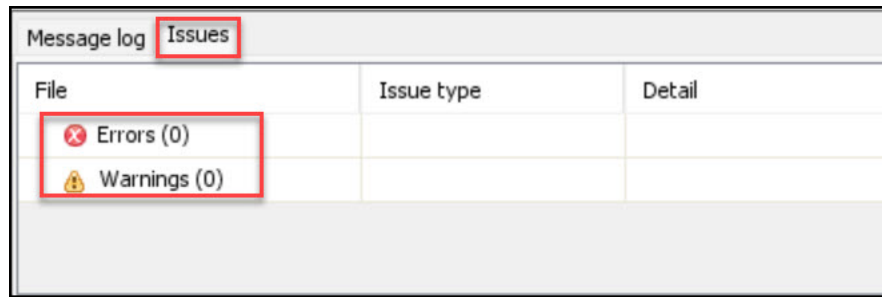 Message log Issues
File Issue type Detail
Errors (0)
Warnings (0)